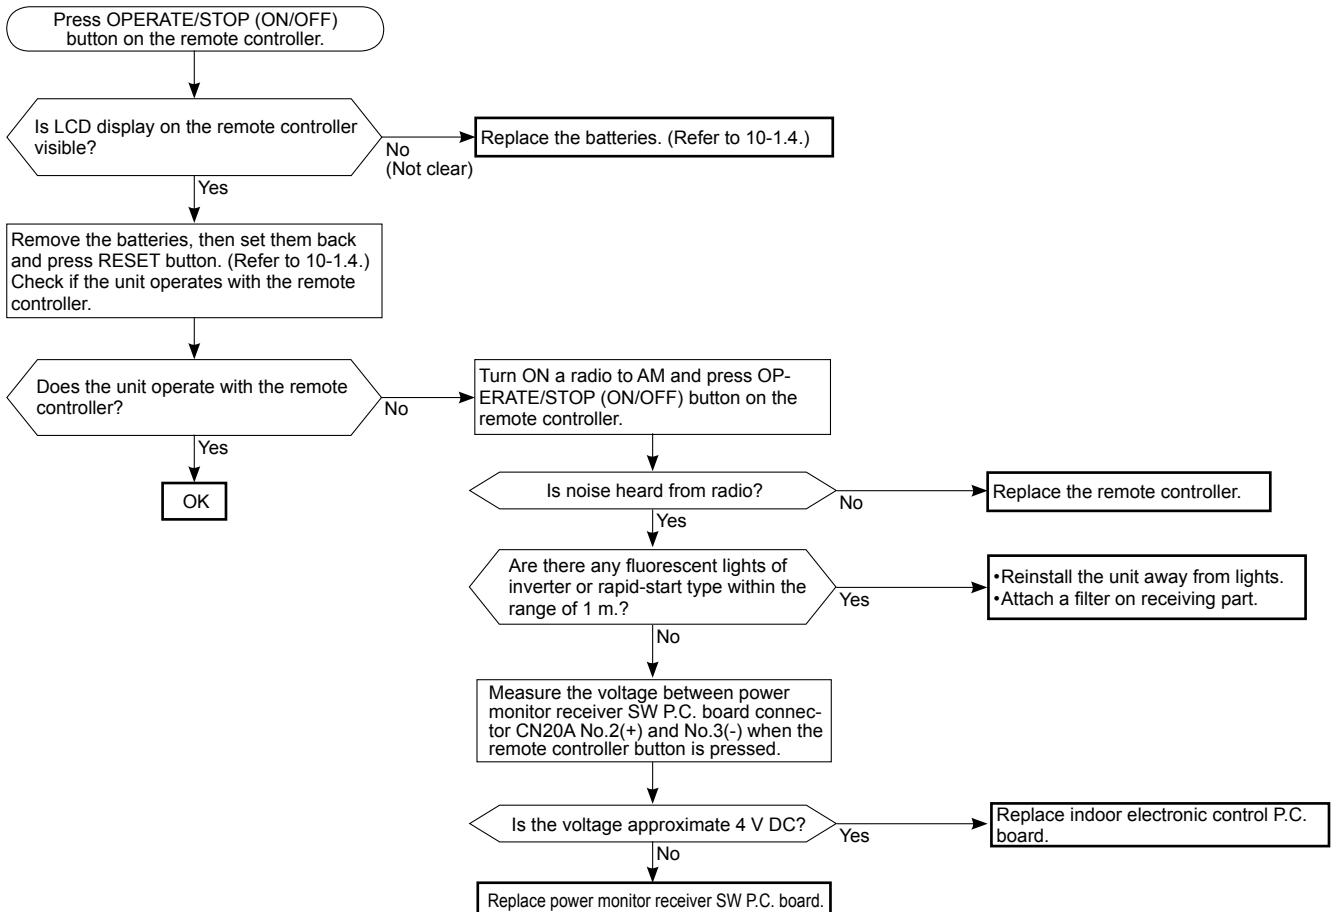 Press OPERATE/STOP (ON/OFF)
button on the remote controller.
Is LCD display on the remote controller
visible?
No
(Not clear)
Replace the batteries. (Refer to 10-1.4.)
Yes
Remove the batteries, then set them back
and press RESET button. (Refer to 10-1.4.)
Check if the unit operates with the remote
controller.
Does the unit operate with the remote
controller?
No
Yes
OK
Turn ON a radio to AM and press OP-
ERATE/STOP (ON/OFF) button on the
remote controller.
Is noise heard from radio?
No
Replace the remote controller.
Yes
Are there any fluorescent lights of
inverter or rapid-start type within the
range of 1 m.?
Yes
•Reinstall the unit away from lights.
•Attach a filter on receiving part.
No
Measure the voltage between power
monitor receiver SW P.C. board connec-
tor CN20A No.2(+) and No.3(-) when the
remote controller button is pressed.
Is the voltage approximate 4 V DC?
Yes
Replace indoor electronic control P.C.
board.
No
Replace power monitor receiver SW P.C. board.